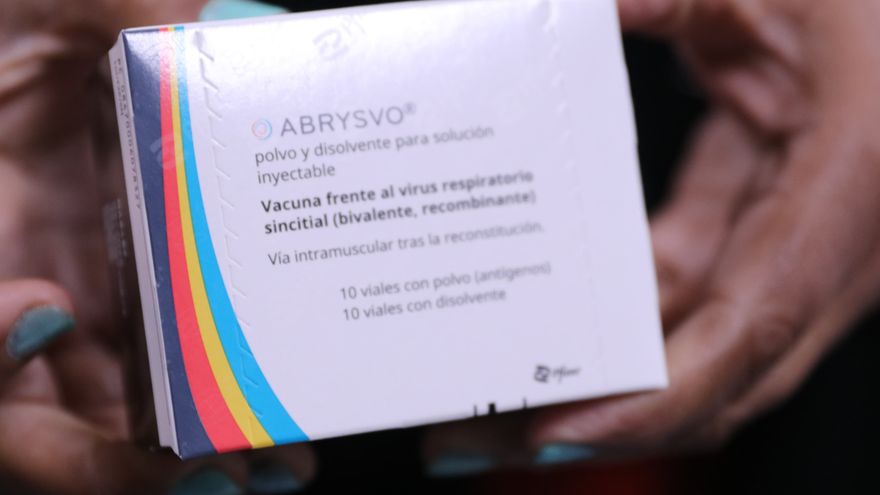 ABRYSVO®
polvo y disolvente para solución
inyectable
Vacuna frente al virus respiratorio
sincitial (bivalente, recombinante)
Vía intramuscular tras la reconstitución.
10 viales con polvo (antígenos)
10 viales con disolvente
Pfizer